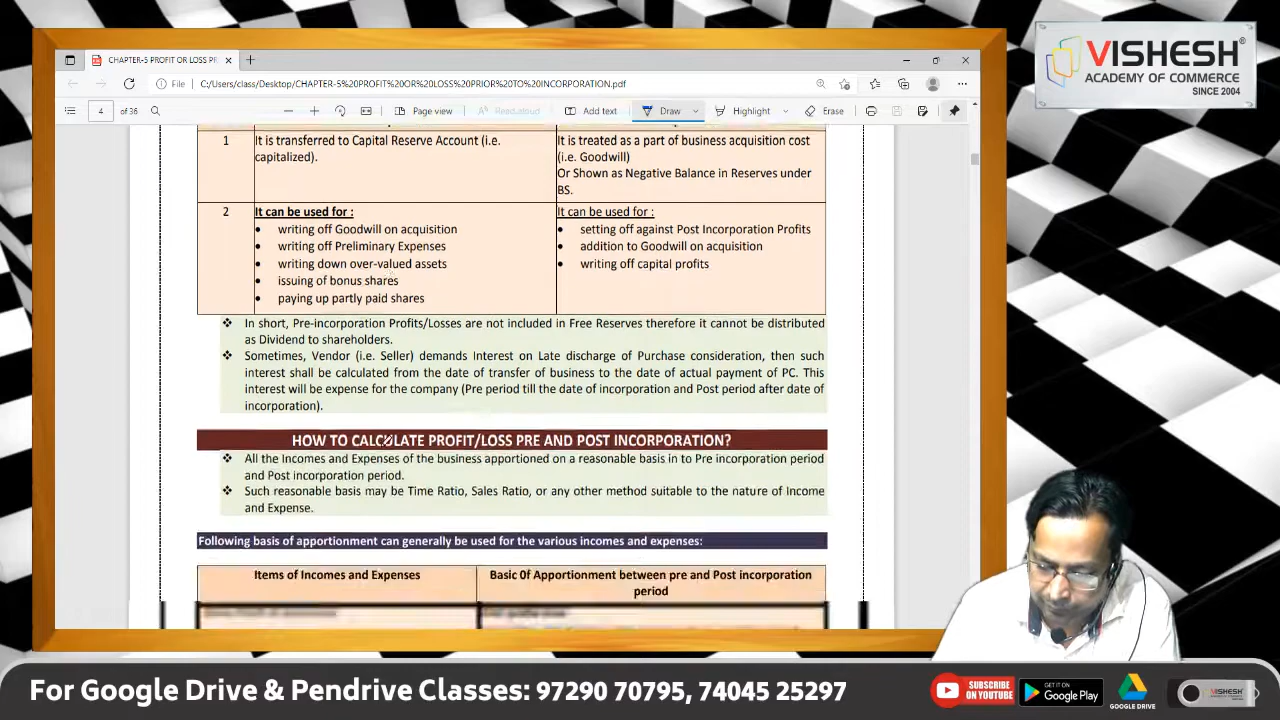 CHAPTER-5 PROFIT OR LOSS PR
VISHESH®
ACADEMY OF COMMERCE
SINCE 2004
File
C:/Users/class/Desktop/CHAPTER-5%20PROFIT%20OR%20LOSS%20PRIOR%20TO%20INCORPORATION.pdf
4 of 36
Page view
Read aloud
Add text
Draw
Highlight
Erase
1
It is transferred to Capital Reserve Account (i.e.
capitalized).
It is treated as a part of business acquisition cost
(i.e. Goodwill)
Or Shown as Negative Balance in Reserves under
BS.
2
It can be used for :
• writing off Goodwill on acquisition
• writing off Preliminary Expenses
• writing down over-valued assets
• issuing of bonus shares
• paying up partly paid shares
It can be used for :
• setting off against Post Incorporation Profits
• addition to Goodwill on acquisition
• writing off capital profits
❖ In short, Pre-incorporation Profits/Losses are not included in Free Reserves therefore it cannot be distributed
as Dividend to shareholders.
❖ Sometimes, Vendor (i.e. Seller) demands Interest on Late discharge of Purchase consideration, then such
interest shall be calculated from the date of transfer of business to the date of actual payment of PC. This
interest will be expense for the company (Pre period till the date of incorporation and Post period after date of
incorporation).
HOW TO CALCULATE PROFIT/LOSS PRE AND POST INCORPORATION?
❖ All the Incomes and Expenses of the business apportioned on a reasonable basis in to Pre incorporation period
and Post incorporation period.
❖ Such reasonable basis may be Time Ratio, Sales Ratio, or any other method suitable to the nature of Income
and Expense.
Following basis of apportionment can generally be used for the various incomes and expenses:
Items of Incomes and Expenses
Basic 0f Apportionment between pre and Post incorporation
period
For Google Drive & Pendrive Classes: 97290 70795, 74045 25297
SUBSCRIBE
ON YOUTUBE
GET IT ON
Google Play
GOOGLE DRIVE
VISHESH